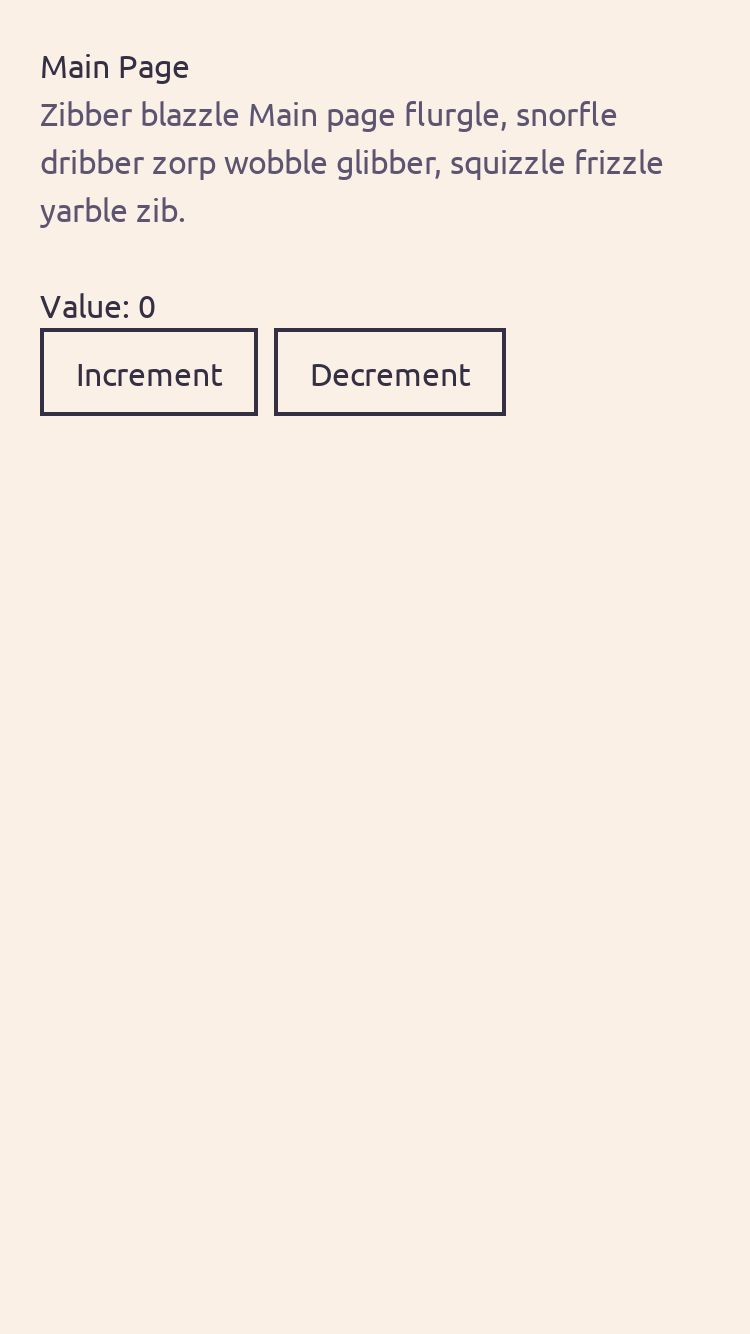 Main Page
Zibber blazzle Main page flurgle, snorfle
dribber zorp wobble glibber, squizzle frizzle
yarble zib.
Value: 0
Increment Decrement